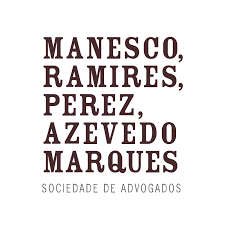 MANESCO,
RAMIRES,
PEREZ,
AZEVEDO
MARQUES
SOCIEDADE DE ADVOGADOS